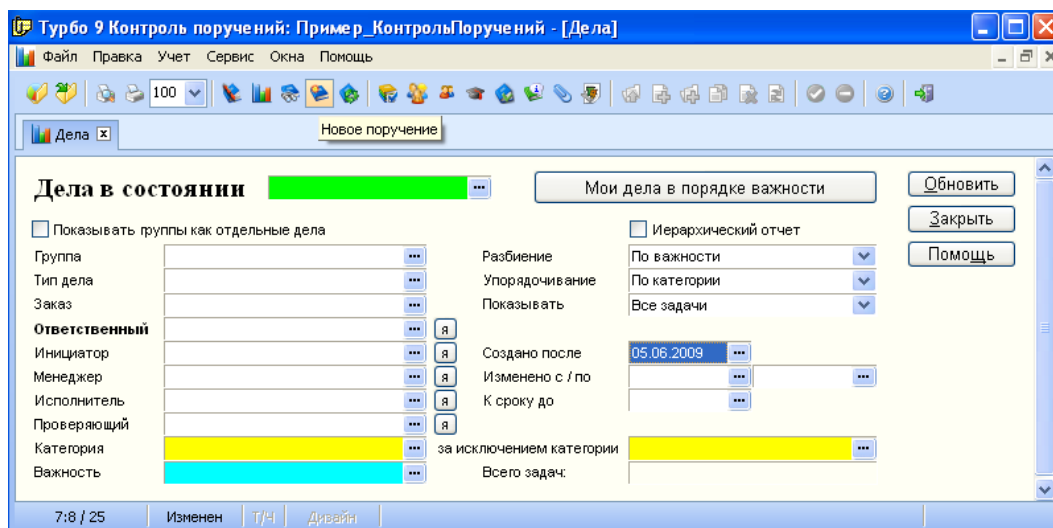 Турбо 9 Контроль поручений: Пример_КонтрольПоручений - [Дела]
Файл Правка Учет Сервис Окна Помощь
100
Новое поручение
Дела
Дела в состоянии ... Мои дела в порядке важности Обновить
Показывать группы как отдельные дела Иерархический отчет Закрыть
Группа ... Разбиение По важности Помощь
Тип дела ... Упорядочивание По категории
Заказ ... Показывать Все задачи
Ответственный ... я
Инициатор ... я Создано после 05.06.2009 ...
Менеджер ... я Изменено с / по ... ...
Исполнитель ... я К сроку до ...
Проверяющий ... я
Категория ... за исключением категории ...
Важность ... Всего задач:
7:8 / 25 Изменен Т/Ч Дизайн